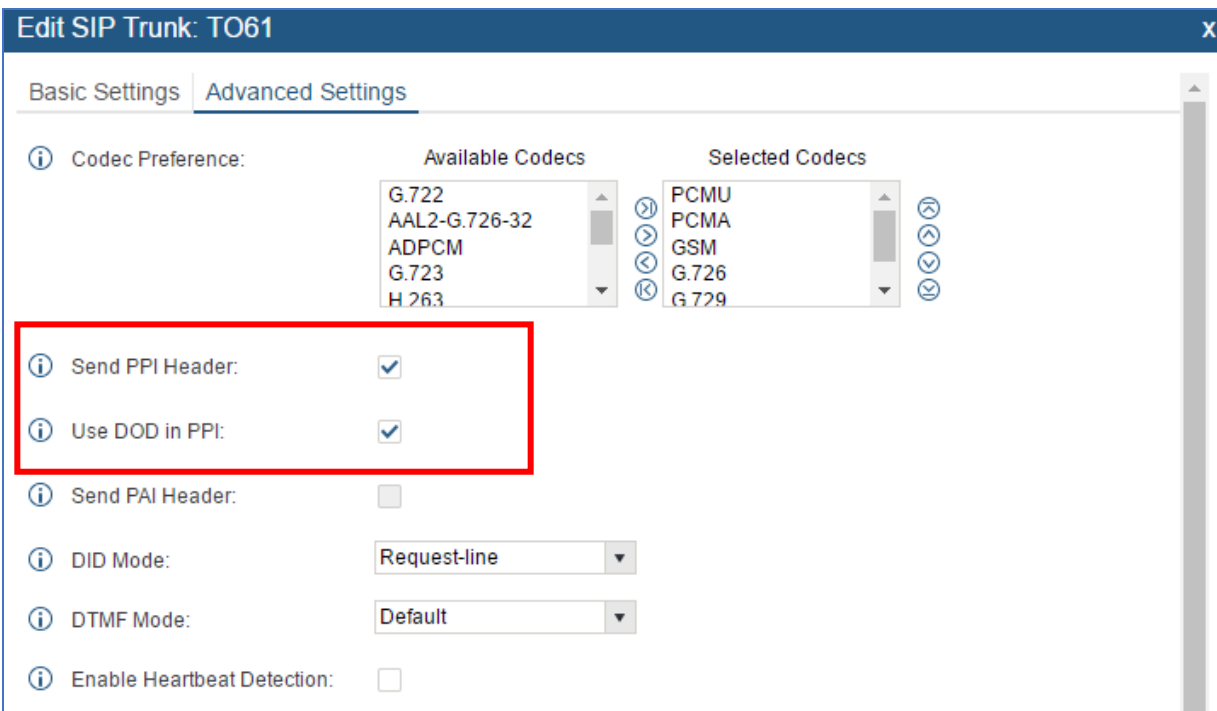 Edit SIP Trunk: TO61 X
Basic Settings Advanced Settings
Codec Preference: Available Codecs Selected Codecs
G.722 PCMU
AAL2-G.726-32 PCMA
ADPCM GSM
G.723 G.726
H.263 G.729
Send PPI Header:
Use DOD in PPI:
Send PAI Header:
DID Mode: Request-line
DTMF Mode: Default
Enable Heartbeat Detection: